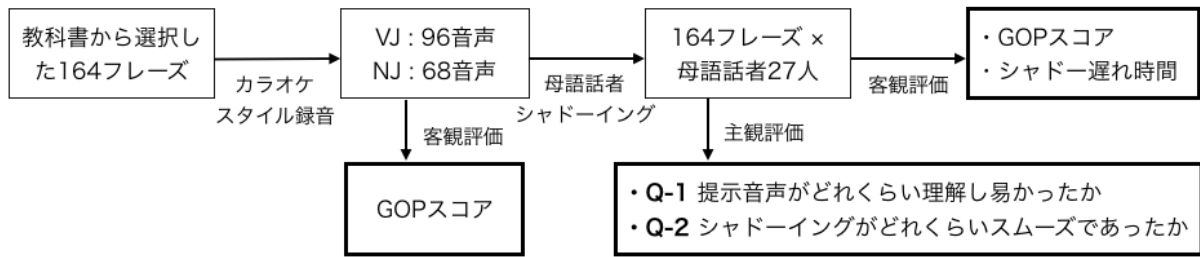 教科書から選択し
た164フレーズ
カラオケ
スタイル録音
VJ : 96音声
NJ : 68音声
母語話者
シャドーイング
164フレーズ ×
母語話者27人
客観評価
・GOPスコア
・シャドー遅れ時間
客観評価
GOPスコア
主観評価
・Q-1 提示音声がどれくらい理解し易かったか
・Q-2 シャドーイングがどれくらいスムーズであったか